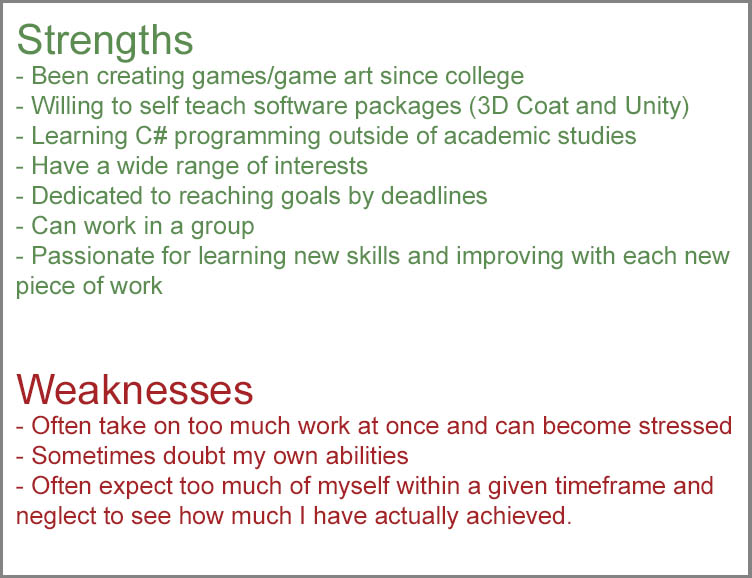 Strengths
- Been creating games/game art since college
- Willing to self teach software packages (3D Coat and Unity)
- Learning C# programming outside of academic studies
- Have a wide range of interests
- Dedicated to reaching goals by deadlines
- Can work in a group
- Passionate for learning new skills and improving with each new
piece of work
Weaknesses
- Often take on too much work at once and can become stressed
- Sometimes doubt my own abilities
- Often expect too much of myself within a given timeframe and
neglect to see how much I have actually achieved.